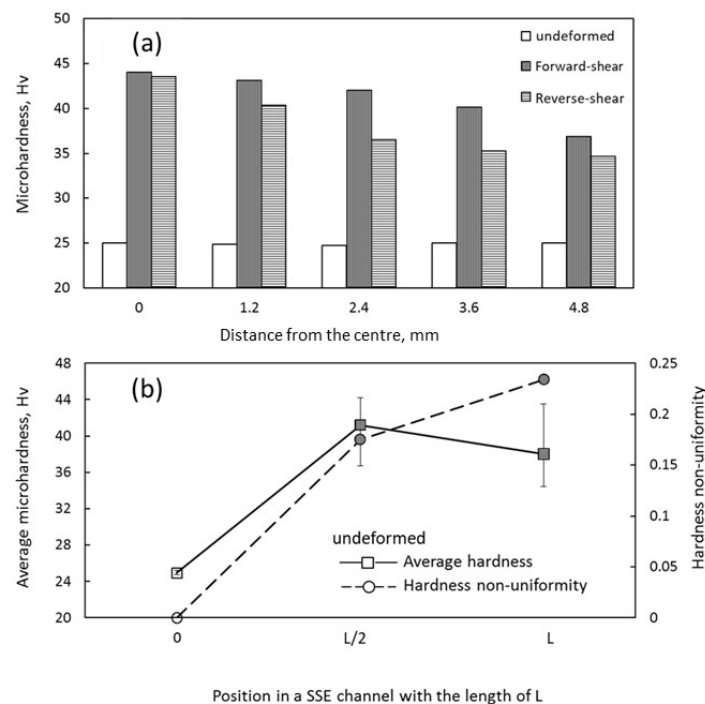 50
45
40
35
30
25
20
Microhardness, Hv
(a)
undeformed
Forward-shear
Reverse-shear
0 1.2 2.4 3.6 4.8
Distance from the centre, mm
48
44
40
36
32
28
24
20
Average microhardness, Hv
(b)
0.25
0.2
0.15
0.1
0.05
0
Hardness non-uniformity
undeformed
Average hardness
Hardness non-uniformity
0 L/2 L
Position in a SSE channel with the length of L